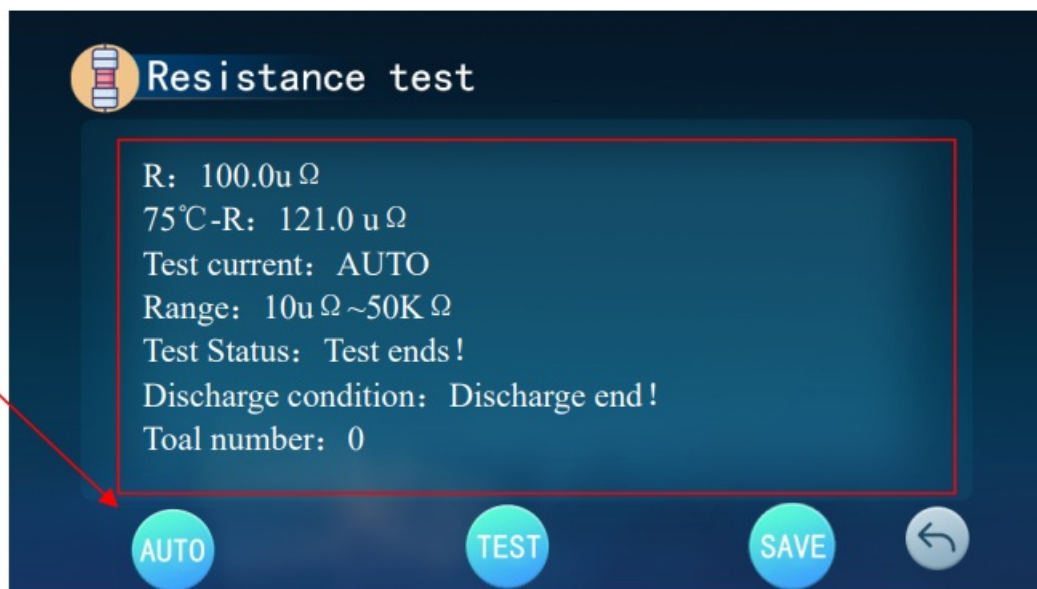 Resistance test
R：100.0uΩ
75℃-R：121.0 uΩ
Test current：AUTO
Range：10uΩ~50KΩ
Test Status：Test ends！
Discharge condition：Discharge end！
Toal number：0
AUTO
TEST
SAVE